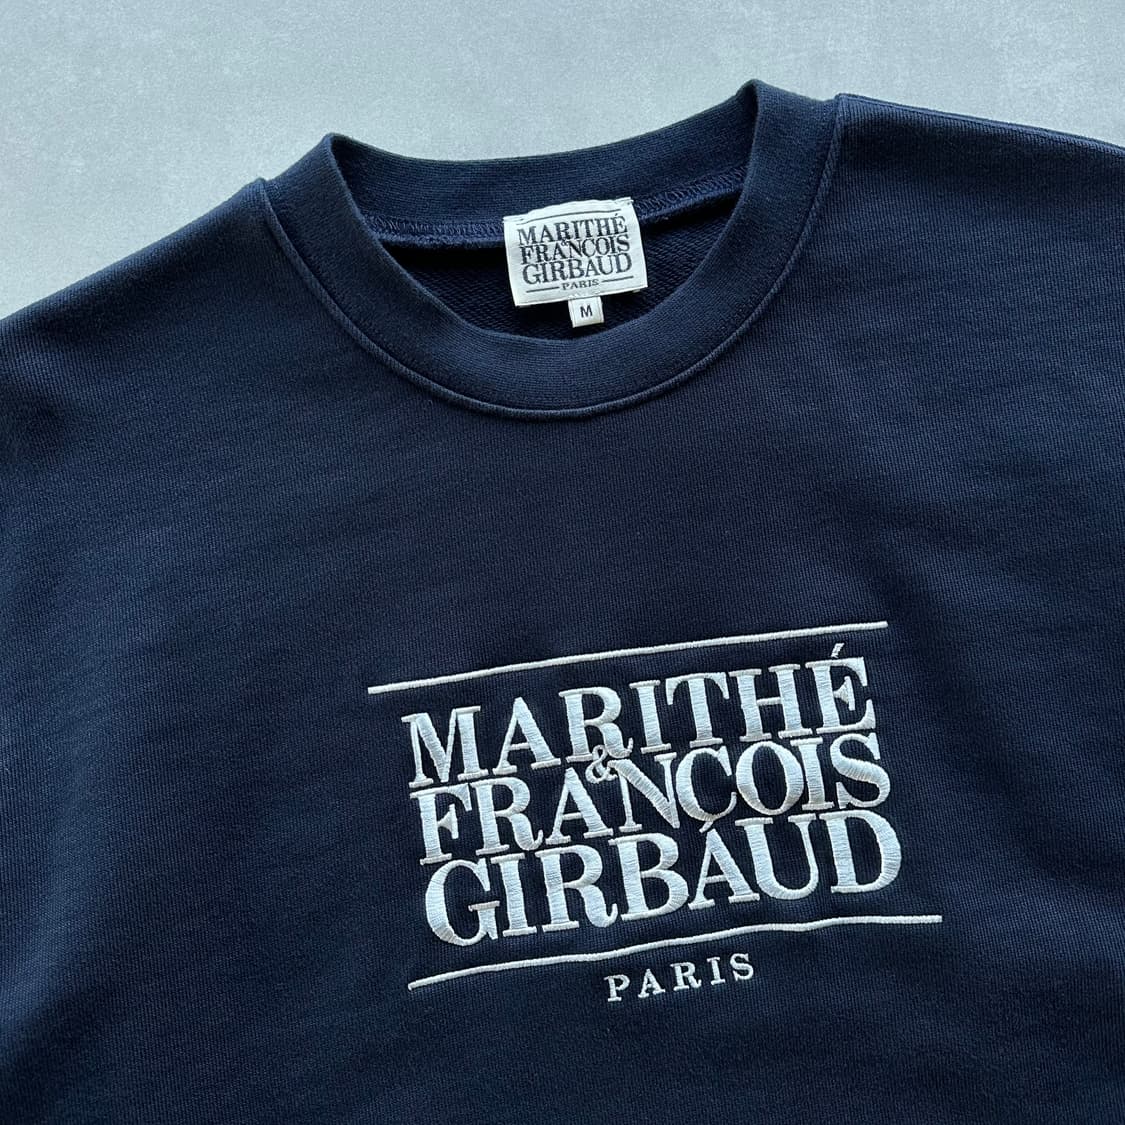 MARITHÉ
&
FRANÇOIS
GIRBAUD
PARIS
M
MARITHÉ
&
FRANÇOIS
GIRBAUD
PARIS